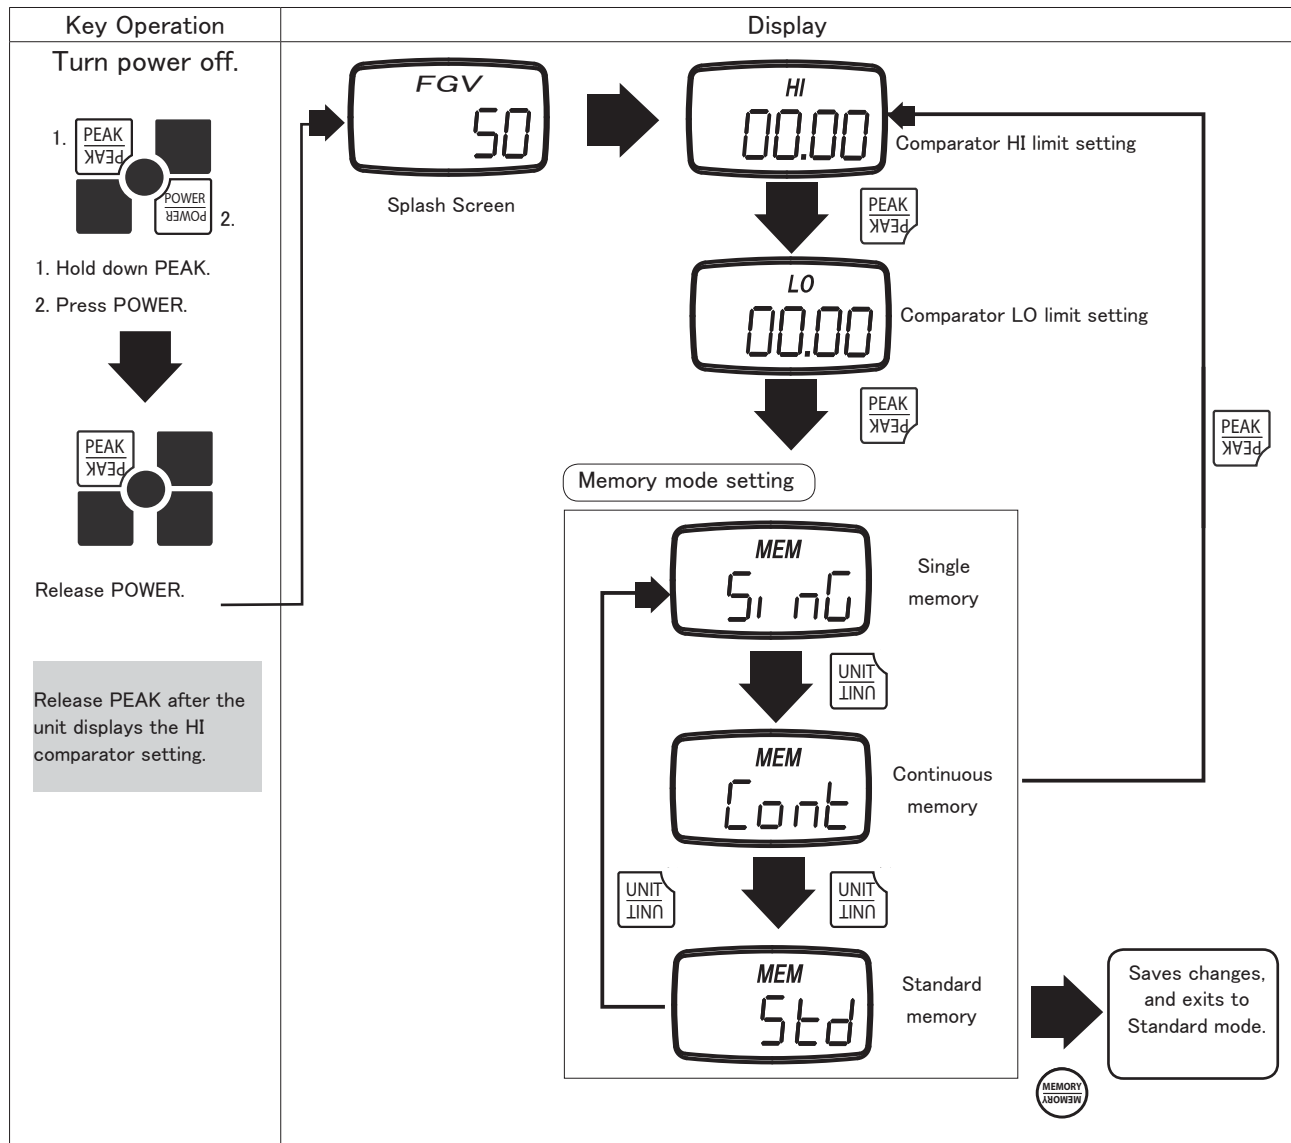 Key Operation
Display
Turn power off.
1.
PEAK
PEAK
POWER
POWER
2.
1. Hold down PEAK.
2. Press POWER.
PEAK
PEAK
Release POWER.
Release PEAK after the
unit displays the HI
comparator setting.
FGV
50
Splash Screen
HI
00.00
Comparator HI limit setting
PEAK
PEAK
LO
00.00
Comparator LO limit setting
PEAK
PEAK
PEAK
PEAK
Memory mode setting
MEM
SinG
Single
memory
UNIT
UNIT
MEM
Cont
Continuous
memory
UNIT
UNIT
UNIT
UNIT
MEM
Std
Standard
memory
Saves changes,
and exits to
Standard mode.
MEMORY
MEMORY